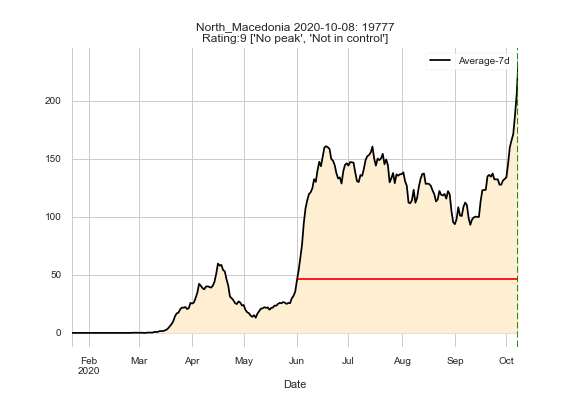 North_Macedonia 2020-10-08: 19777
Rating:9 ['No peak', 'Not in control']
Average-7d
200
150
100
50
0
Feb Mar Apr May Jun Jul Aug Sep Oct
2020
Date